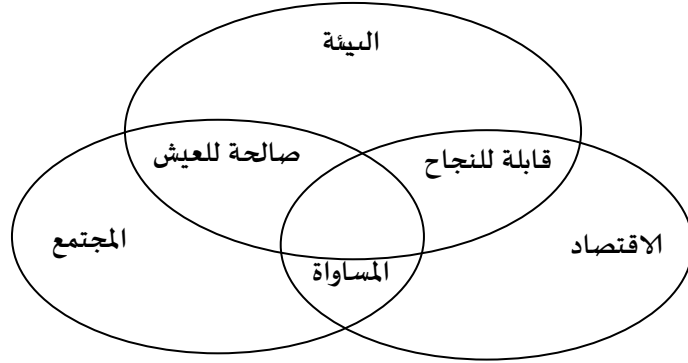 البيئة
صالحة للعيش
قابلة للنجاح
المجتمع
الاقتصاد
المساواة